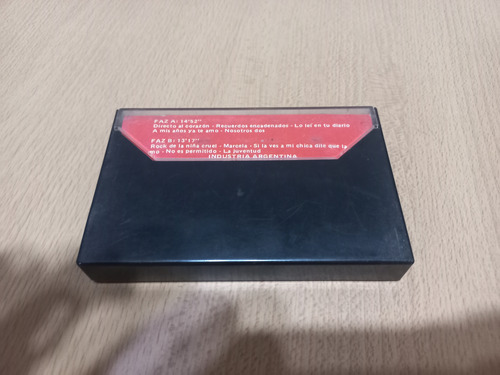 FAZ A: 14'52"
Directo al corazón - Recuerdos encadenados - Lo leí en tu diario
A mis años ya te amo - Nosotros dos
FAZ B: 13'17"
Rock de la niña cruel - Marcela - Si la ves a mi chica dile que la
mo - No es permitido - La juventud
INDUSTRIA ARGENTINA